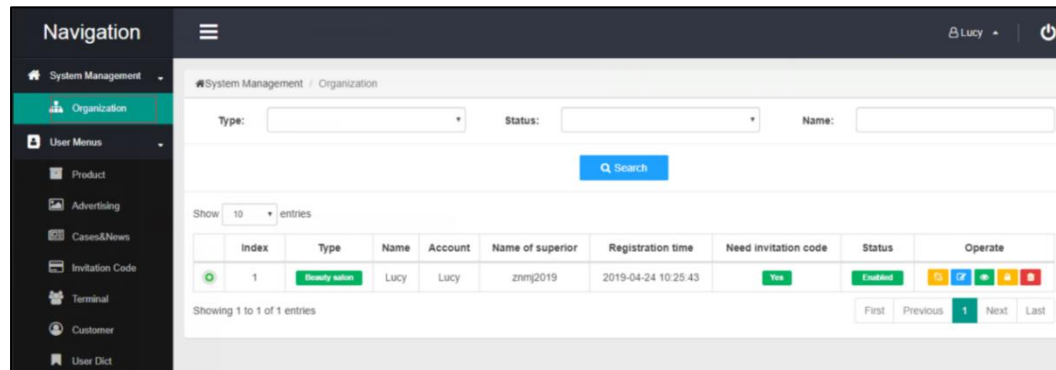 Navigation
Lucy
System Management
System Management / Organization
Organization
Type:
Status:
Name:
User Menus
Search
Product
Advertising
Show 10 entries
Cases&News
Index Type Name Account Name of superior Registration time Need invitation code Status Operate
Invitation Code
1 Beauty salon Lucy Lucy znmj2019 2019-04-24 10:25:43 Yes Enabled
Terminal
Showing 1 to 1 of 1 entries
First Previous 1 Next Last
Customer
User Dict